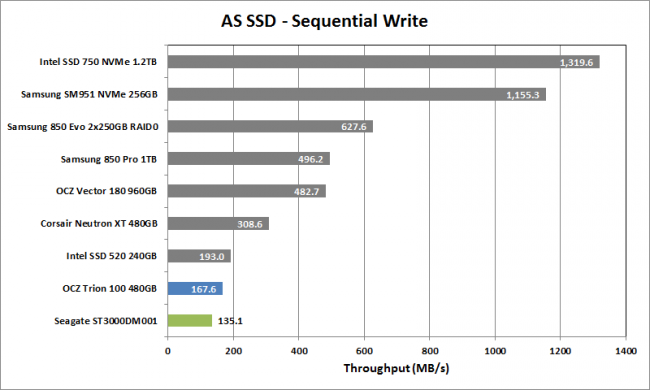 AS SSD - Sequential Write
Intel SSD 750 NVMe 1.2TB 1,319.6
Samsung SM951 NVMe 256GB 1,155.3
Samsung 850 Evo 2x250GB RAID0 627.6
Samsung 850 Pro 1TB 496.2
OCZ Vector 180 960GB 482.7
Corsair Neutron XT 480GB 308.6
Intel SSD 520 240GB 193.0
OCZ Trion 100 480GB 167.6
Seagate ST3000DM001 135.1
0 200 400 600 800 1000 1200 1400
Throughput (MB/s)